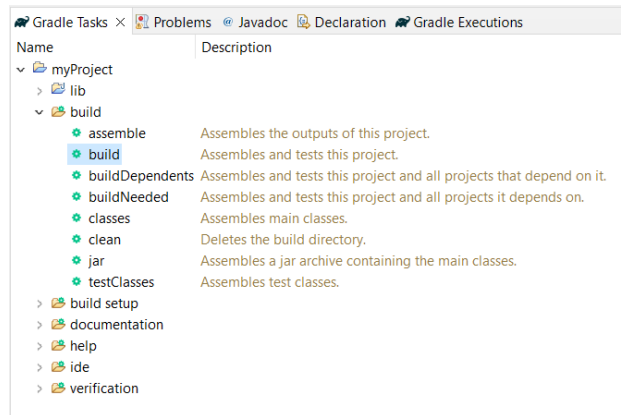 Gradle Tasks Problems @ Javadoc Declaration Gradle Executions
Name Description
myProject
lib
build
assemble Assembles the outputs of this project.
build Assembles and tests this project.
buildDependents Assembles and tests this project and all projects that depend on it.
buildNeeded Assembles and tests this project and all projects it depends on.
classes Assembles main classes.
clean Deletes the build directory.
jar Assembles a jar archive containing the main classes.
testClasses Assembles test classes.
build setup
documentation
help
ide
verification